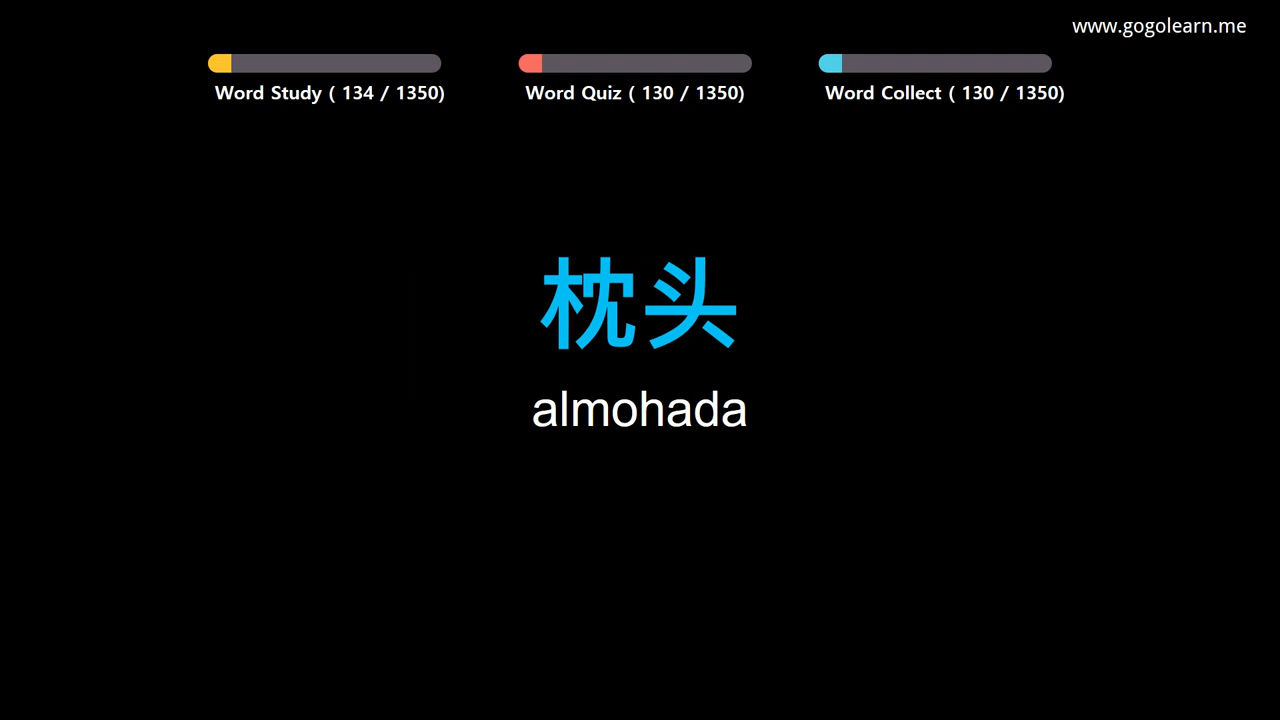 www.gogolearn.me
Word Study ( 134 / 1350)
Word Quiz ( 130 / 1350)
Word Collect ( 130 / 1350)
枕头
almohada